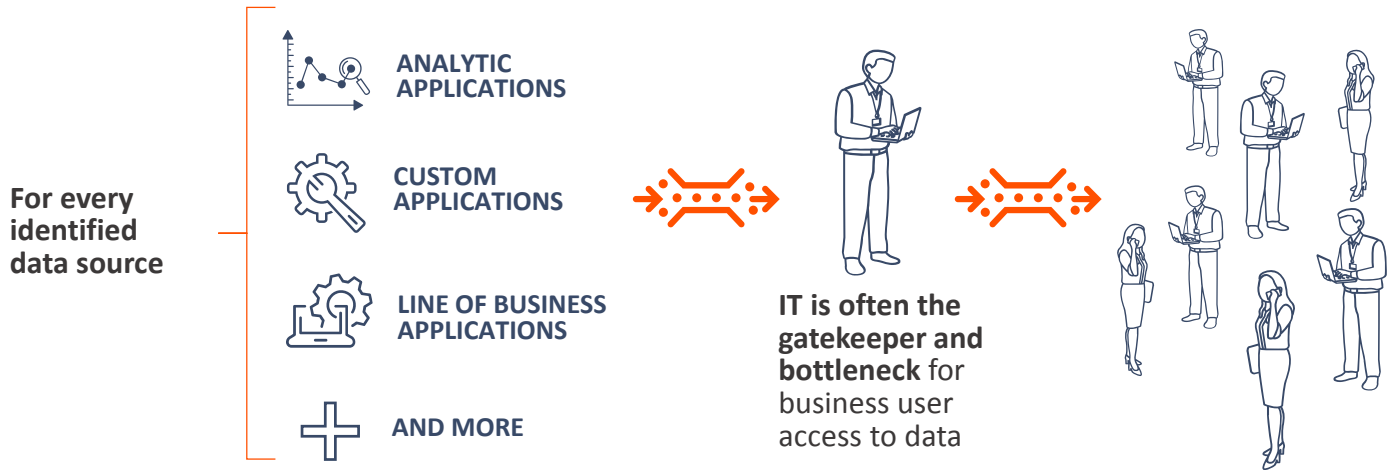 For every
identified
data source
ANALYTIC
APPLICATIONS
CUSTOM
APPLICATIONS
LINE OF BUSINESS
APPLICATIONS
AND MORE
IT is often the
gatekeeper and
bottleneck for
business user
access to data